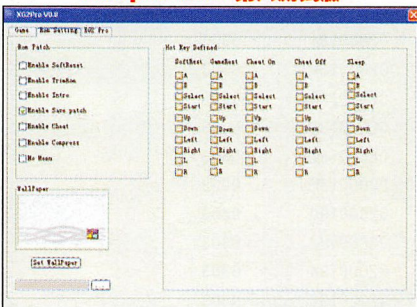 XG2Pro V0.0
Game Rom Setting XG2 Pro
Rom Patch
Enable SoftReset
Enable TrimRom
Enable Intro
Enable Save patch
Enable Cheat
Enable Compress
No Menu
WallPaper
Set WallPaper
...
Hot Key Defined
SoftRest GameRest Cheat On Cheat Off Sleep
A A A A A
B B B B B
Select Select Select Select Select
Start Start Start Start Start
Up Up Up Up Up
Down Down Down Down Down
Left Left Left Left Left
Right Right Right Right Right
L L L L L
R R R R R